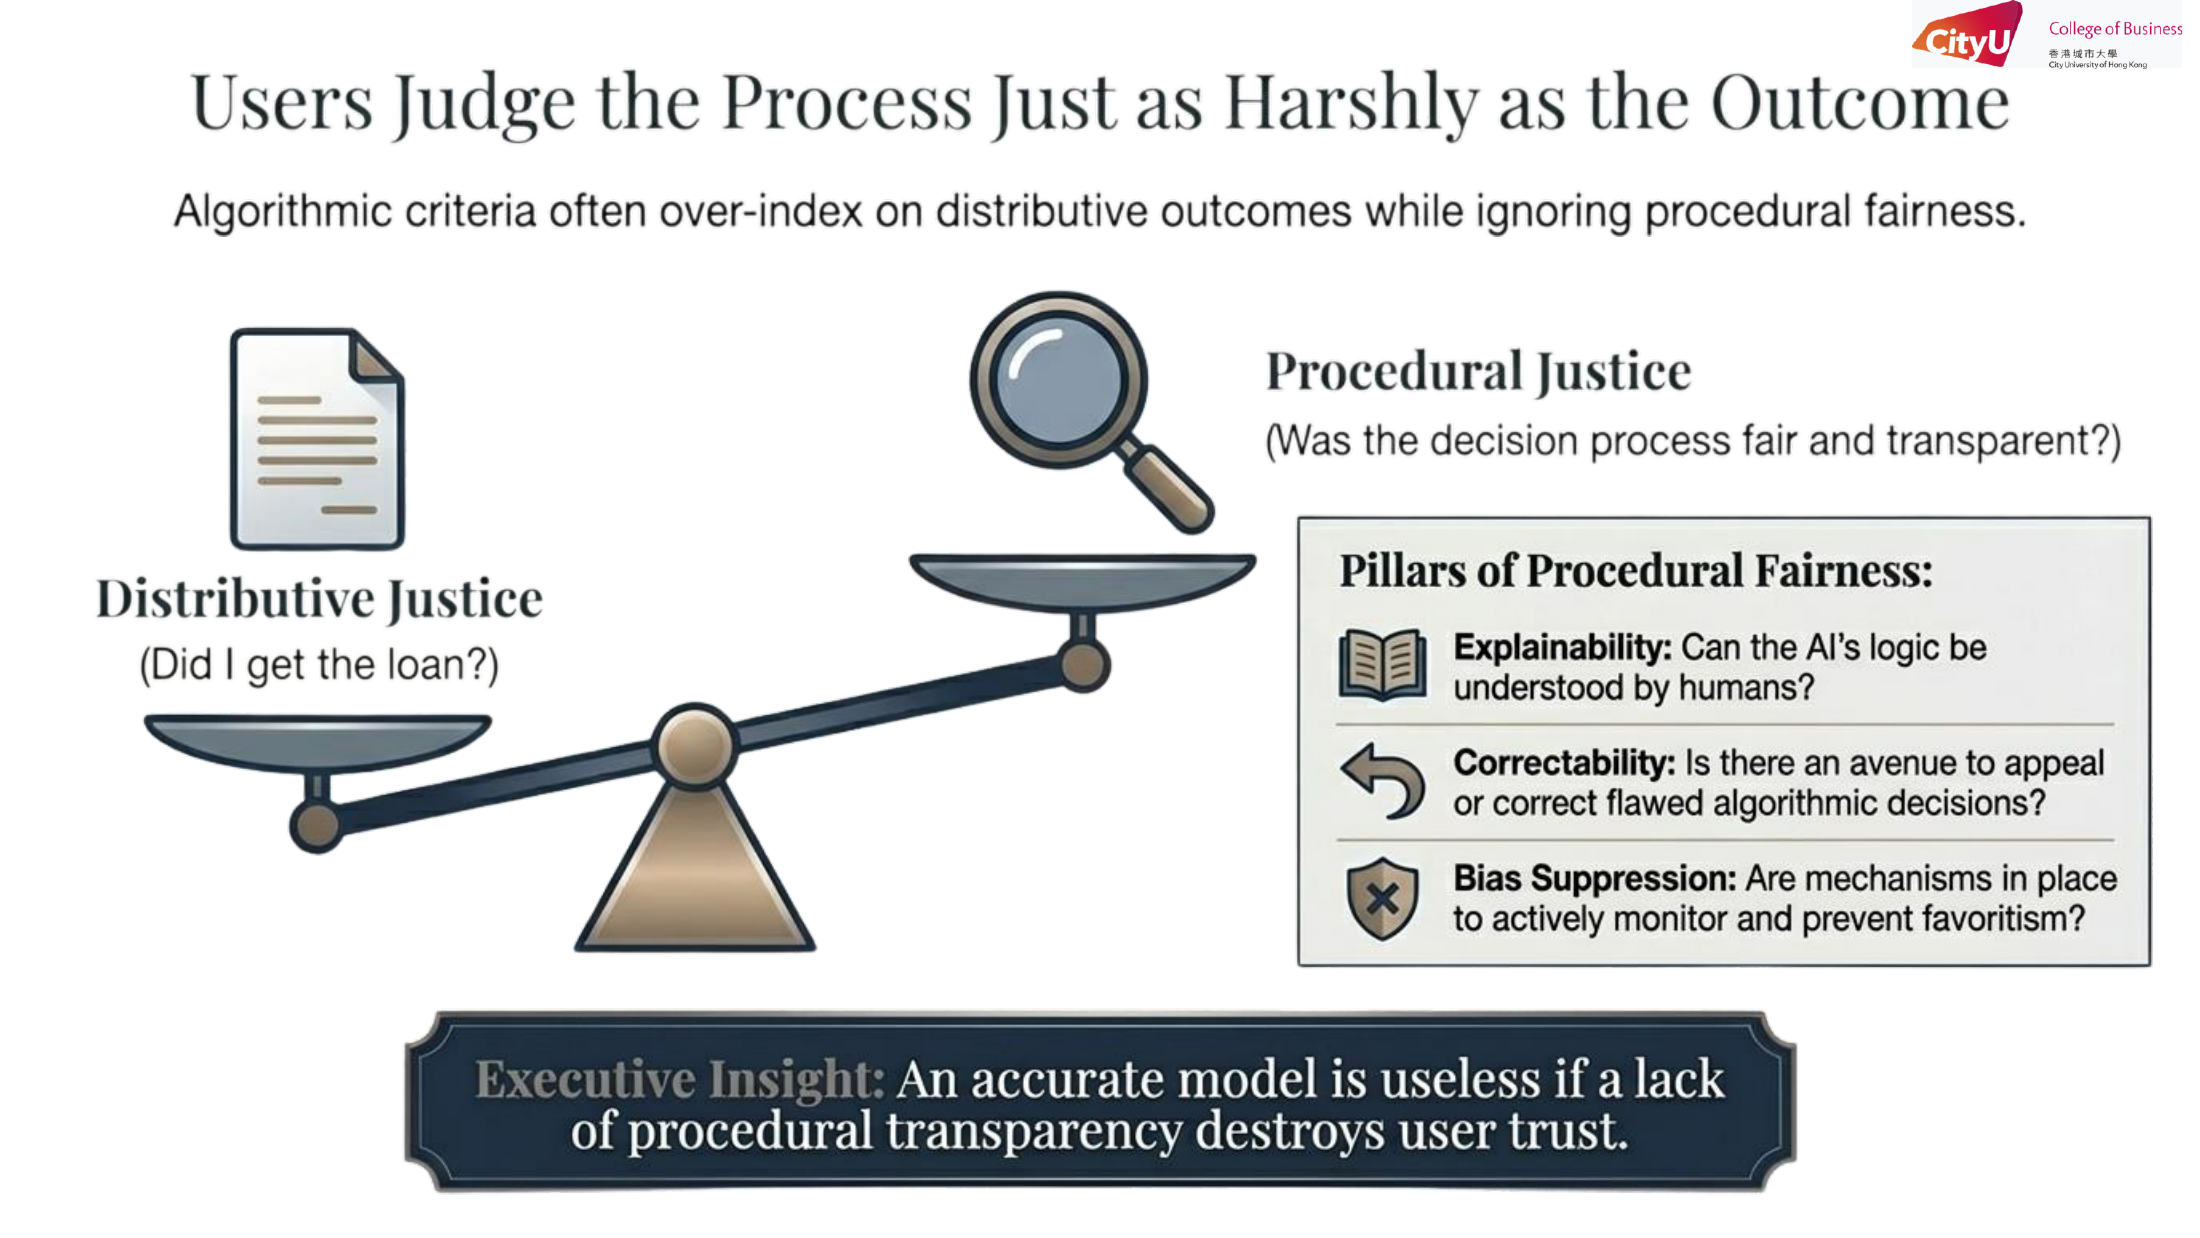 CityU
College of Business
香港城市大學
City University of Hong Kong
Users Judge the Process Just as Harshly as the Outcome
Algorithmic criteria often over-index on distributive outcomes while ignoring procedural fairness.
Distributive Justice
(Did I get the loan?)
Procedural Justice
(Was the decision process fair and transparent?)
Pillars of Procedural Fairness:
Explainability: Can the AI's logic be
understood by humans?
Correctability: Is there an avenue to appeal
or correct flawed algorithmic decisions?
Bias Suppression: Are mechanisms in place
to actively monitor and prevent favoritism?
Executive Insight: An accurate model is useless if a lack
of procedural transparency destroys user trust.